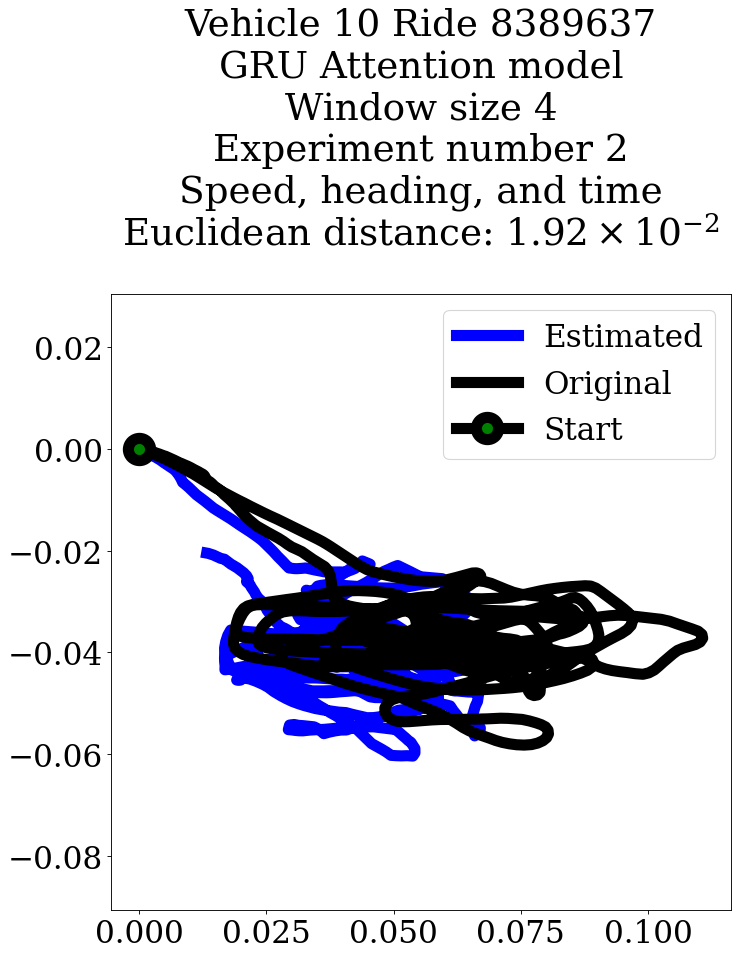 Vehicle 10 Ride 8389637
GRU Attention model
Window size 4
Experiment number 2
Speed, heading, and time
Euclidean distance: 1.92 × 10⁻²
Estimated
Original
Start
0.02
0.00
−0.02
−0.04
−0.06
−0.08
0.000 0.025 0.050 0.075 0.100